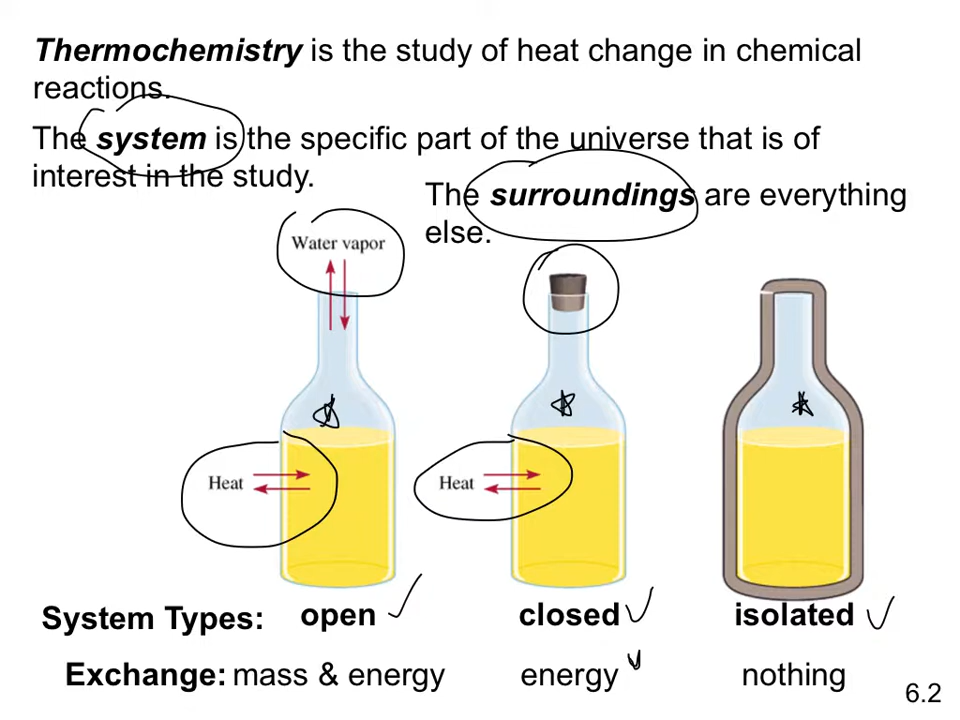 Thermochemistry is the study of heat change in chemical
reactions.
The system is the specific part of the universe that is of
interest in the study.
The surroundings are everything
else.
Water vapor
Heat
Heat
System Types: open closed isolated
Exchange: mass & energy energy nothing
6.2